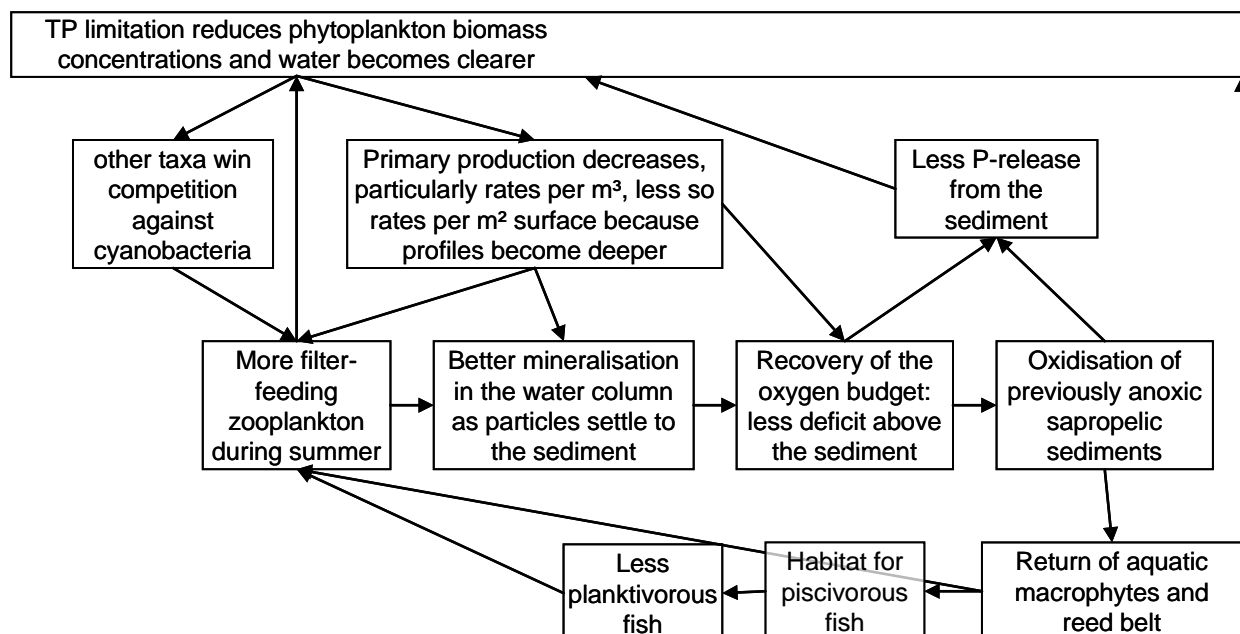 TP limitation reduces phytoplankton biomass
concentrations and water becomes clearer
other taxa win
competition
against
cyanobacteria
Primary production decreases,
particularly rates per m³, less so
rates per m² surface because
profiles become deeper
Less P-release
from the
sediment
More filter-
feeding
zooplankton
during summer
Better mineralisation
in the water column
as particles settle to
the sediment
Recovery of the
oxygen budget:
less deficit above
the sediment
Oxidisation of
previously anoxic
sapropelic
sediments
Less
planktivorous
fish
Habitat for
piscivorous
fish
Return of aquatic
macrophytes and
reed belt